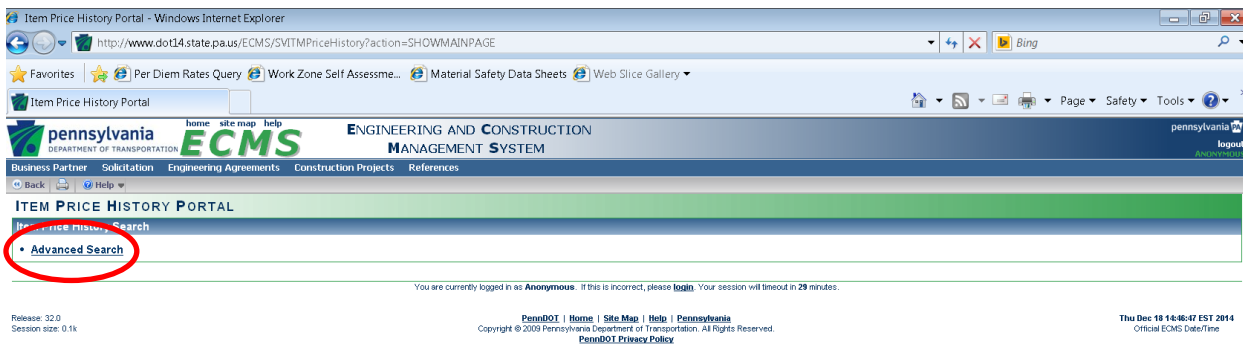 Item Price History Portal - Windows Internet Explorer
http://www.dot14.state.pa.us/ECMS/SVITMPriceHistory?action=SHOWMAINPAGE
Bing
Favorites Per Diem Rates Query Work Zone Self Assessme... Material Safety Data Sheets Web Slice Gallery
Item Price History Portal
Page Safety Tools
pennsylvania
DEPARTMENT OF TRANSPORTATION
home site map help
ECMS
ENGINEERING AND CONSTRUCTION
MANAGEMENT SYSTEM
pennsylvania PA
logout
ANONYMOUS
Business Partner Solicitation Engineering Agreements Construction Projects References
Back Help
ITEM PRICE HISTORY PORTAL
Item Price History Search
• Advanced Search
You are currently logged in as Anonymous. If this is incorrect, please login. Your session will timeout in 29 minutes.
Release: 32.0
Session size: 0.1k
PennDOT | Home | Site Map | Help | Pennsylvania
Copyright © 2009 Pennsylvania Department of Transportation. All Rights Reserved.
PennDOT Privacy Policy
Thu Dec 18 14:46:47 EST 2014
Official ECMS Date/Time